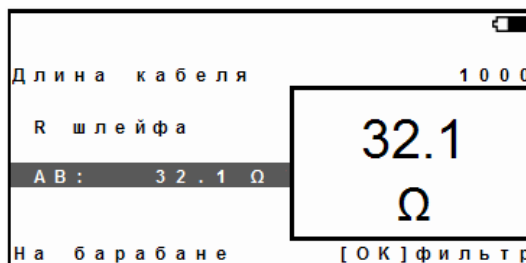 Длина кабеля 1000
R шлейфа
32.1
АВ: 32.1 Ω
Ω
На барабане [ОК]фильтр